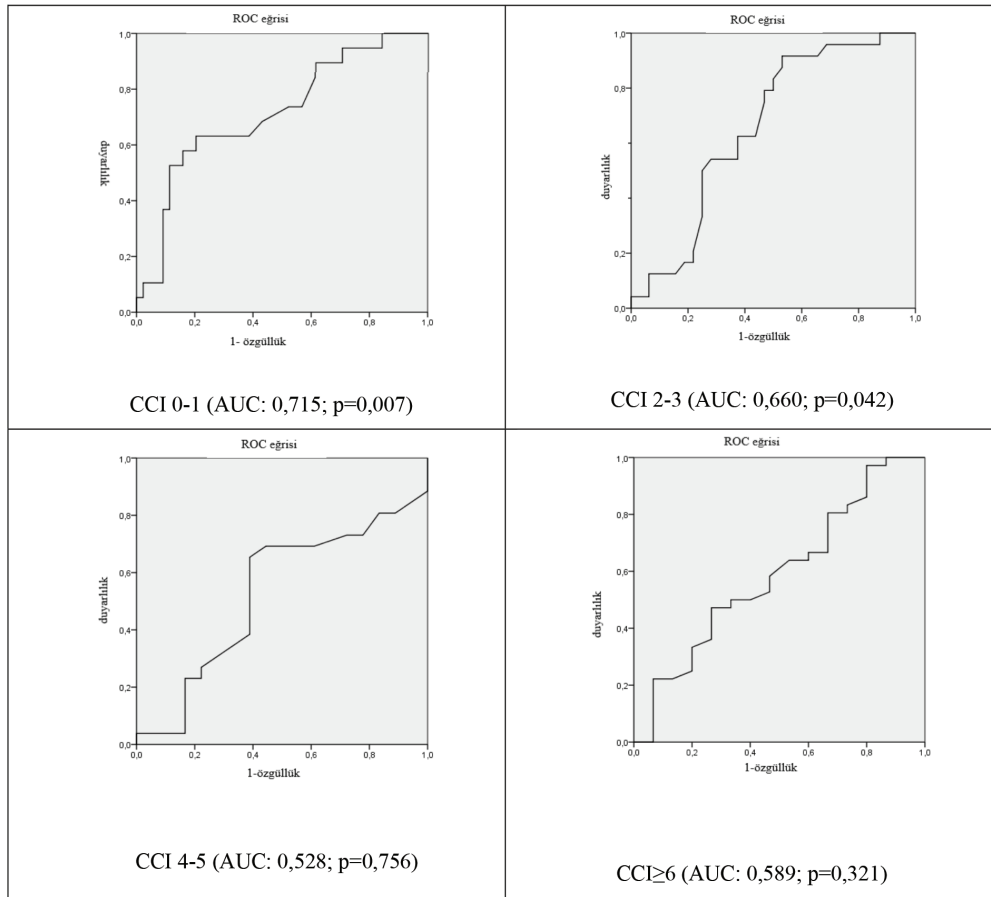 ROC eğrisi
1,0
0,8
0,6
0,4
0,2
0,0
duyarlılık
0,0 0,2 0,4 0,6 0,8 1,0
1- özgüllük
CCI 0-1 (AUC: 0,715; p=0,007)
ROC eğrisi
1,0
0,8
0,2
0,0
duyarlılık
0,0 0,2 0,4 0,6 0,8 1,0
1-özgüllük
CCI 2-3 (AUC: 0,660; p=0,042)
ROC eğrisi
1,0
0,8
0,6
0,4
0,2
0,0
duyarlılık
0,0 0,2 0,4 0,6 0,8 1,0
1-özgüllük
CCI 4-5 (AUC: 0,528; p=0,756)
ROC eğrisi
1,0
0,8
0,6
0,4
0,2
0,0
duyarlılık
0,0 0,2 0,4 0,6 0,8 1,0
1-özgüllük
CCI≥6 (AUC: 0,589; p=0,321)